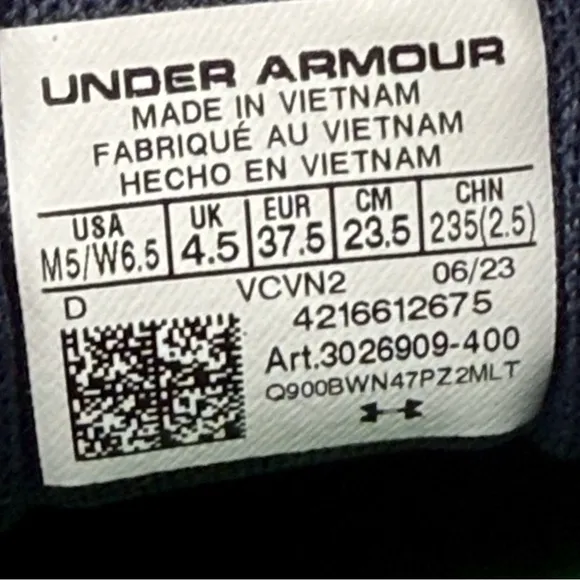 UNDER ARMOUR
MADE IN VIETNAM
FABRIQUÉ AU VIETNAM
HECHO EN VIETNAM
USA UK EUR CM CHN
M5/W6.5 4.5 37.5 23.5 235(2.5)
D VCVN2 06/23
4216612675
Art.3026909-400
Q900BWN47PZ2MLT